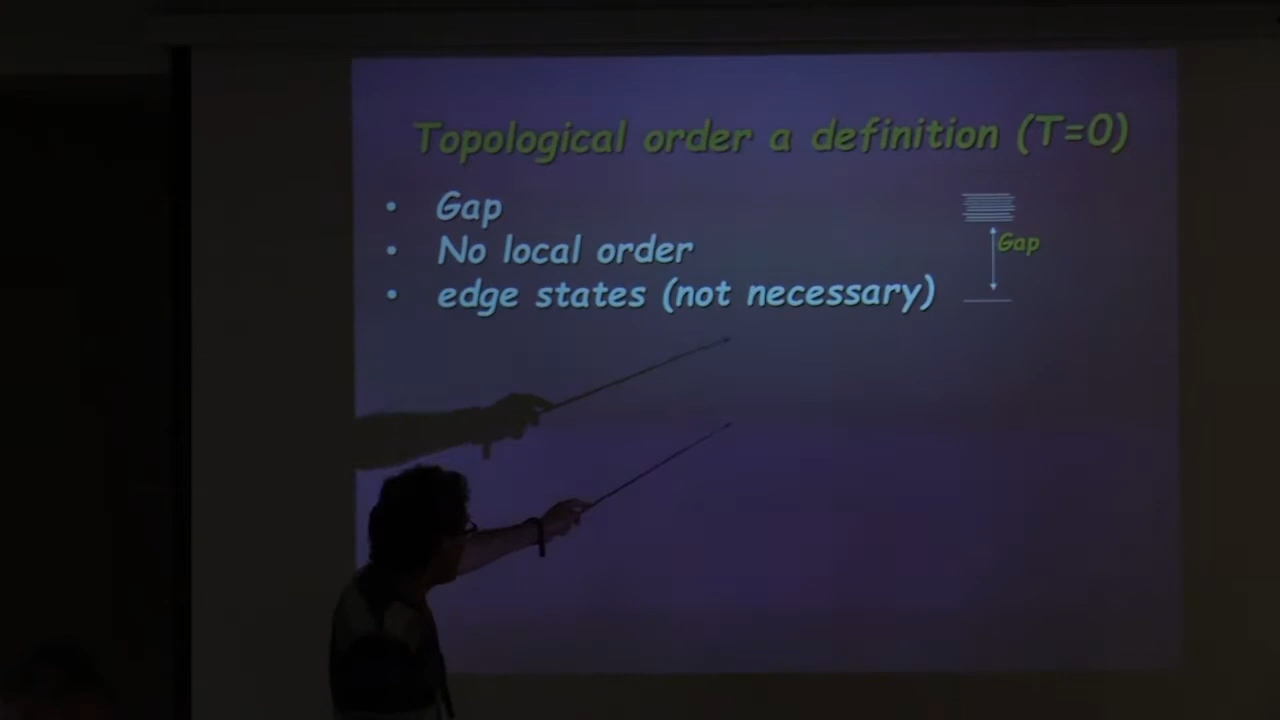 Topological order a definition (T=0)
• Gap
• No local order
• edge states (not necessary)
Gap